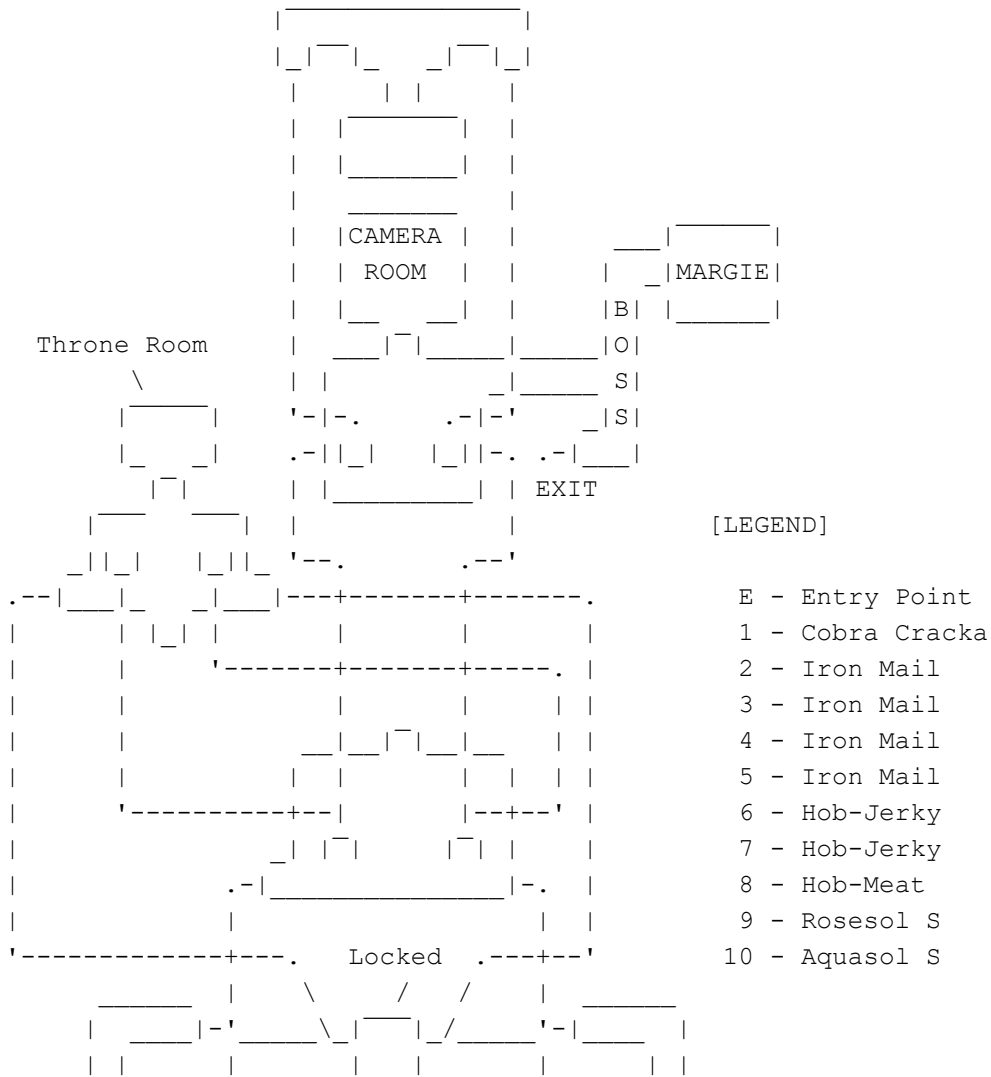 CAMERA
ROOM
MARGIE
B
O
S
S
Throne Room
EXIT
[LEGEND]
E - Entry Point
1 - Cobra Cracka
2 - Iron Mail
3 - Iron Mail
4 - Iron Mail
5 - Iron Mail
6 - Hob-Jerky
7 - Hob-Jerky
8 - Hob-Meat
9 - Rosesol S
10 - Aquasol S
Locked